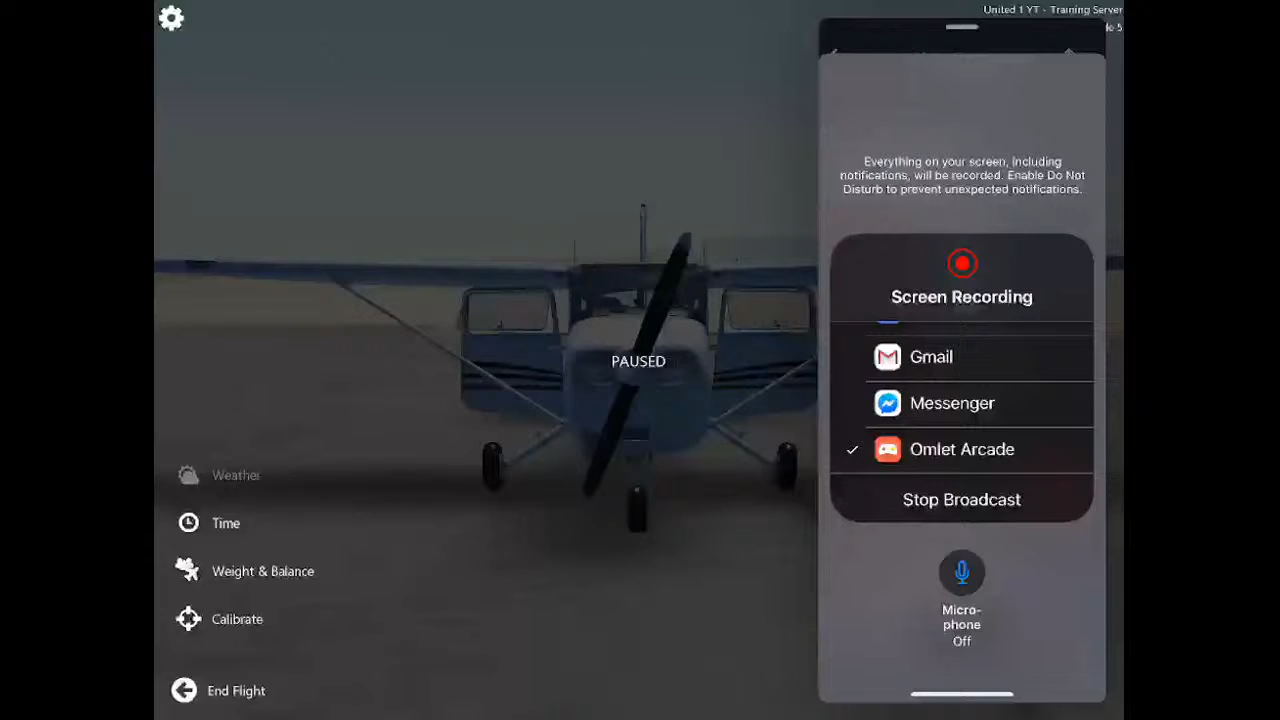 United 1 YT - Training Server
Everything on your screen, including
notifications, will be recorded. Enable Do Not
Disturb to prevent unexpected notifications.
Screen Recording
Gmail
Messenger
Omlet Arcade
Stop Broadcast
Micro-
phone
Off
PAUSED
Weather
Time
Weight & Balance
Calibrate
End Flight